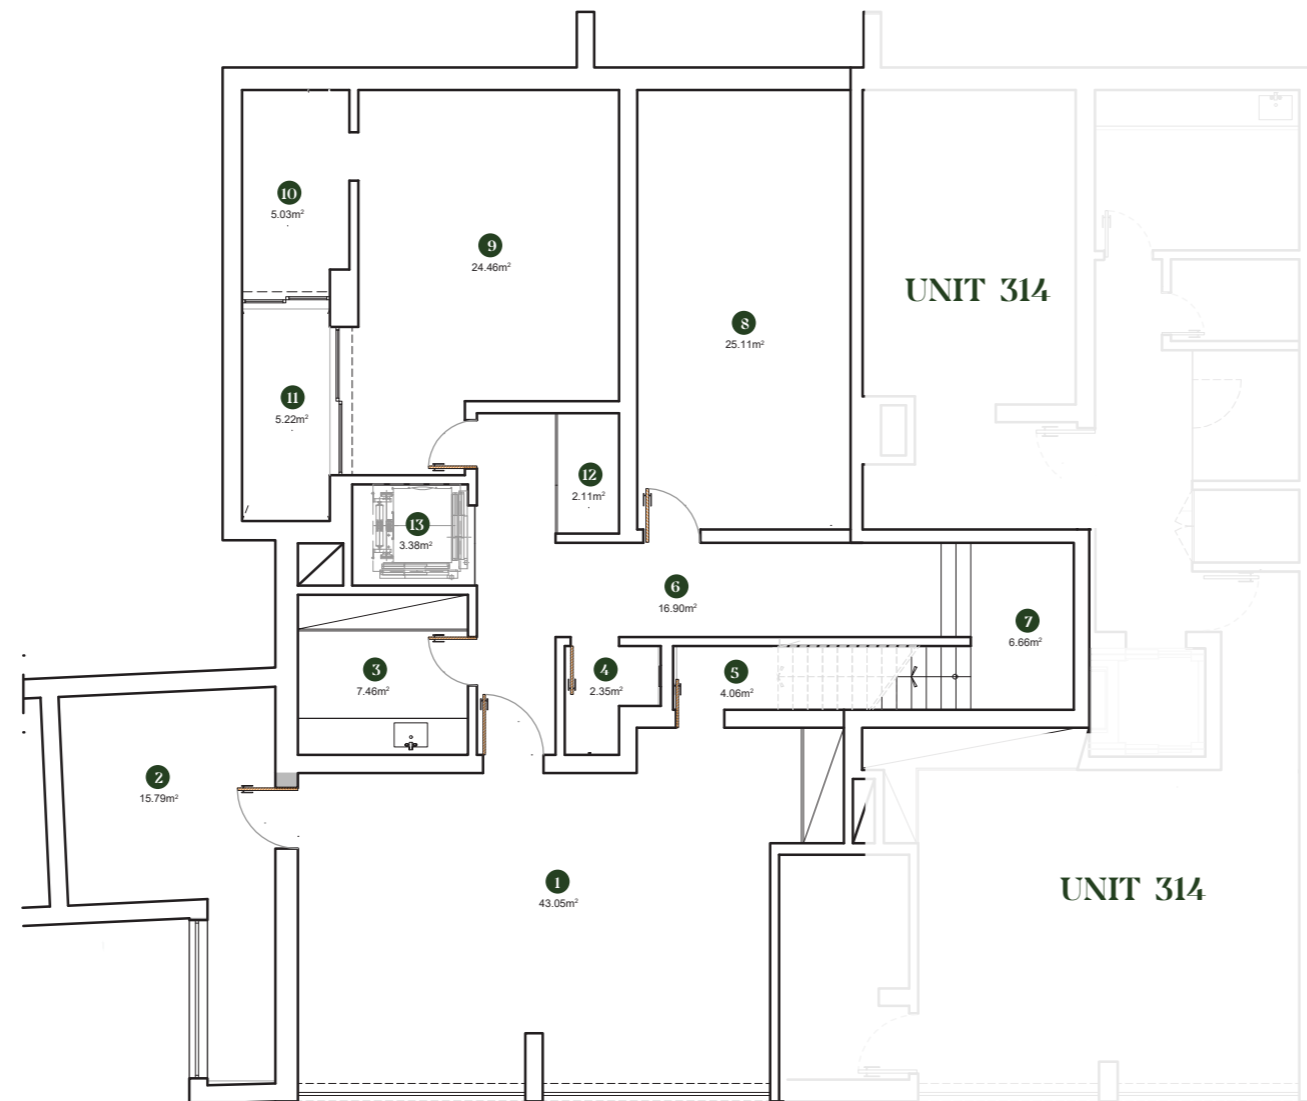 10
5.03m²
9
24.46m²
UNIT 314
8
25.11m²
11
5.22m²
12
2.11m²
13
3.38m²
6
16.90m²
7
6.66m²
3
7.46m²
4
2.35m²
5
4.06m²
2
15.79m²
1
43.05m²
UNIT 314